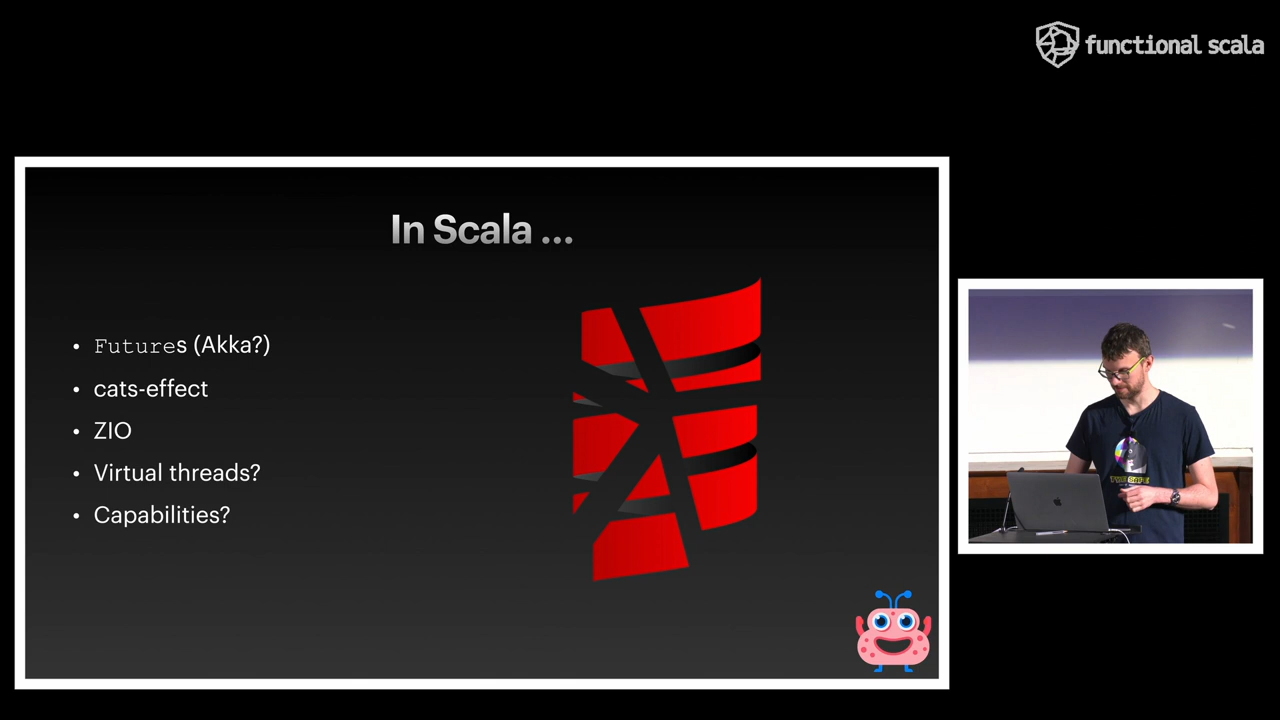 functional scala
In Scala ...
• Futures (Akka?)
• cats-effect
• ZIO
• Virtual threads?
• Capabilities?